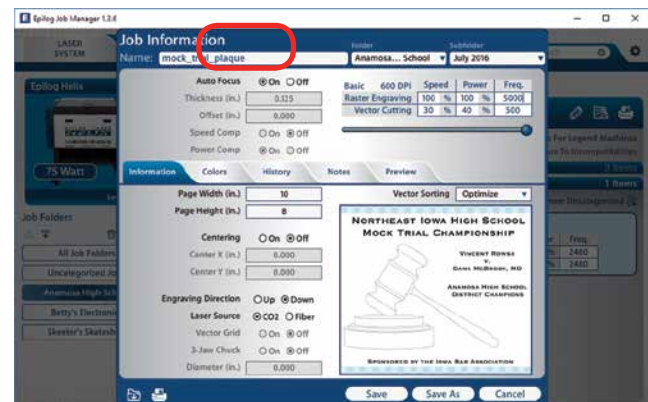 Epilog Job Manager 1.2.6
LASER SYSTEM
Job Information
Folder Subfolder
Name: mock_trial_plaque Anamosa... School July 2016
Epilog Helix
75 Watt
Job Folders
All Job Folders
Uncategorized Jo
Anamosa High Sch
Betty's Electroni
Skeeter's Skatesh
Auto Focus On Off
Thickness (in.) 0.125
Offset (in.) 0.000
Speed Comp On Off
Power Comp On Off
Basic 600 DPI Speed Power Freq.
Raster Engraving 100 % 100 % 5000
Vector Cutting 30 % 40 % 500
Information Colors History Notes Preview
Page Width (in.) 10
Page Height (in.) 8
Centering On Off
Center X (in.) 0.000
Center Y (in.) 0.000
Engraving Direction Up Down
Laser Source CO2 Fiber
Vector Grid On Off
3-Jaw Chuck On Off
Diameter (in.) 0.000
Vector Sorting Optimize
NORTHEAST IOWA HIGH SCHOOL
MOCK TRIAL CHAMPIONSHIP
VINCENT ROWSA
V.
DANA MCBROOM, MD
ANAMOSA HIGH SCHOOL
DISTRICT CHAMPIONS
SPONSORED BY THE IOWA BAR ASSOCIATION
0 Items
1 Items
Freq.
2480
2480
Save Save As Cancel